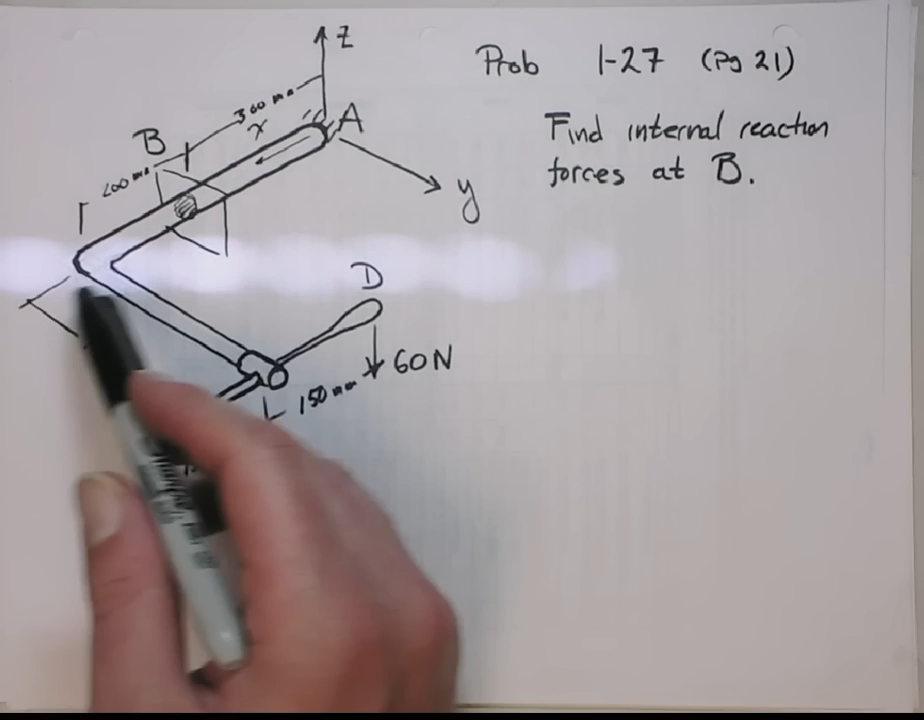 Prob 1-27 (Pg 21)
Find internal reaction
forces at B.
z
300 mm
A
x
B
200 mm
y
D
60N
150 mm